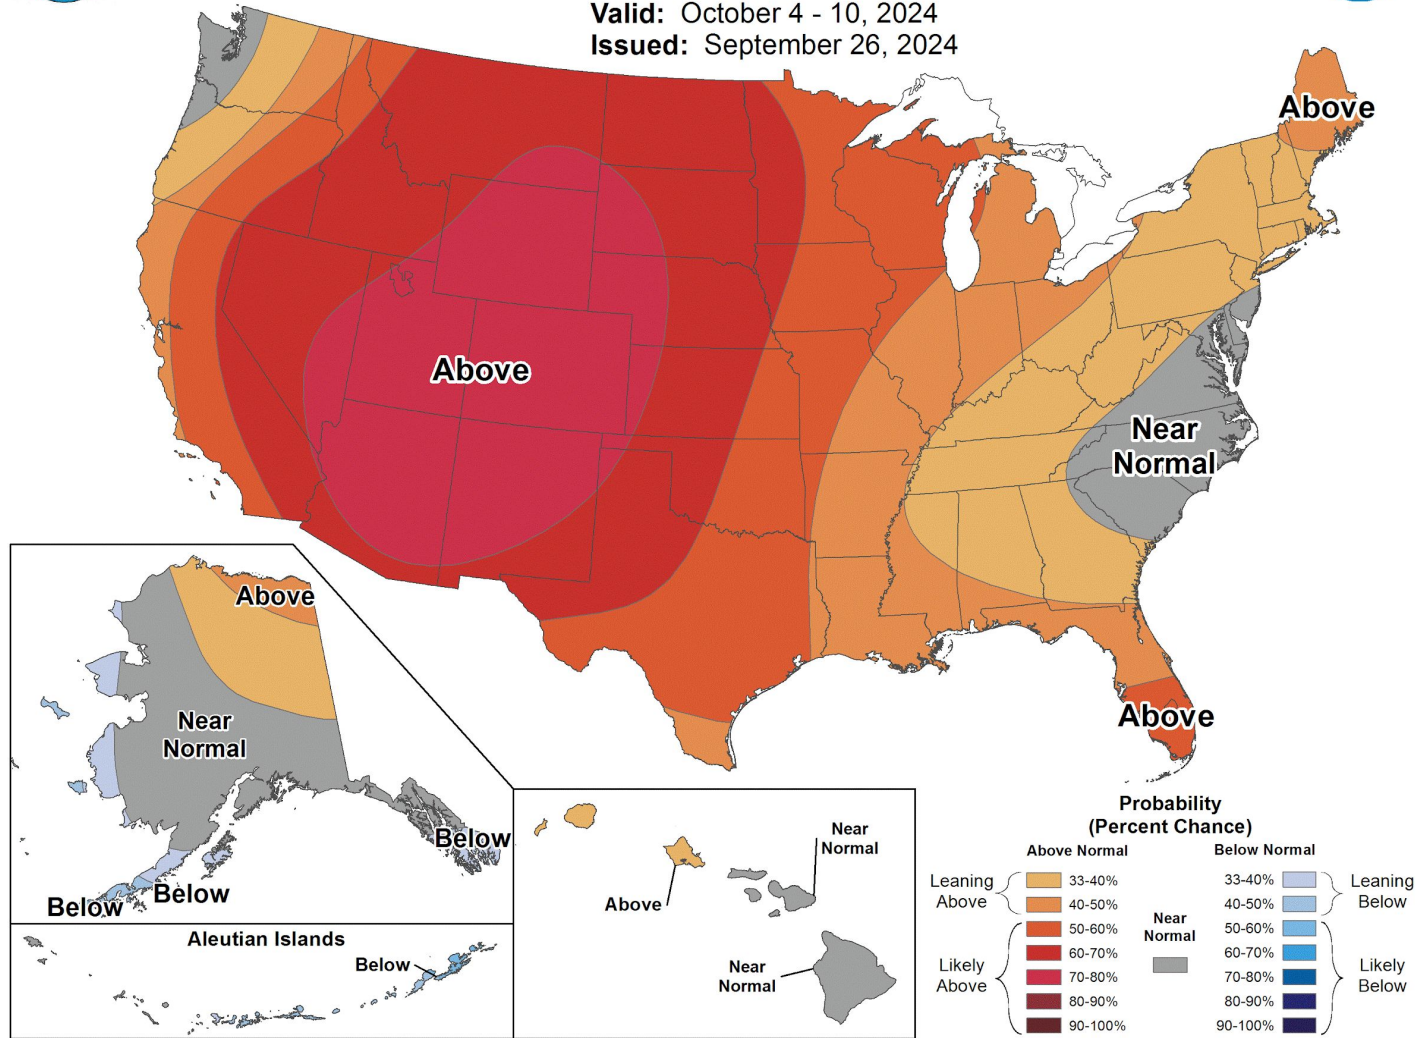 Valid: October 4 - 10, 2024
Issued: September 26, 2024
Above
Above
Near
Normal
Above
Above
Near
Normal
Below
Below
Below
Aleutian Islands
Below
Near
Normal
Above
Near
Normal
Probability
(Percent Chance)
Above Normal
Below Normal
Leaning
Above
33-40%
40-50%
Likely
Above
50-60%
60-70%
70-80%
80-90%
90-100%
Near
Normal
33-40%
40-50%
Leaning
Below
50-60%
60-70%
70-80%
80-90%
90-100%
Likely
Below